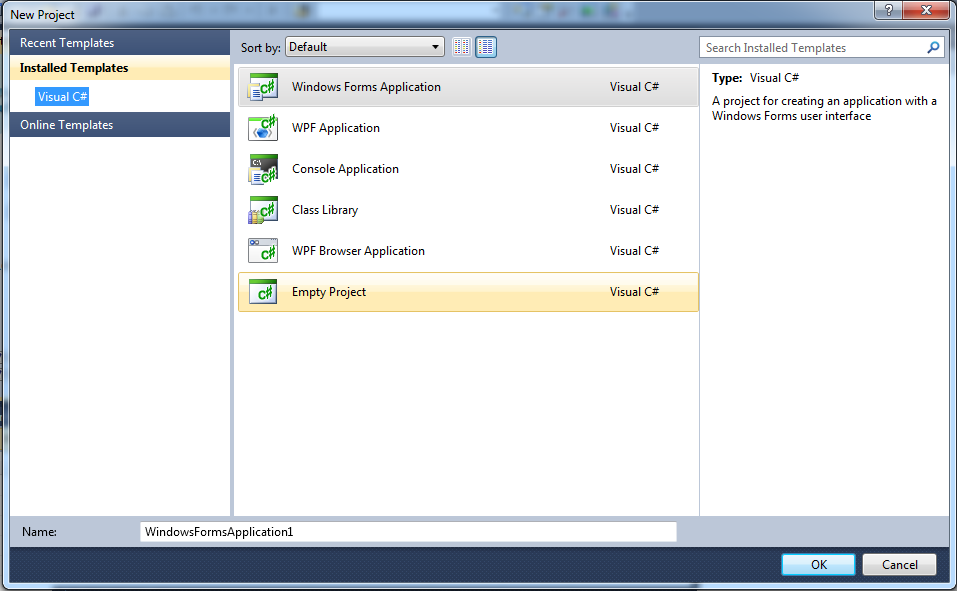 New Project
?
Recent Templates
Installed Templates
Visual C#
Online Templates
Sort by: Default
Search Installed Templates
Windows Forms Application Visual C#
WPF Application Visual C#
Console Application Visual C#
Class Library Visual C#
WPF Browser Application Visual C#
Empty Project Visual C#
Type: Visual C#
A project for creating an application with a
Windows Forms user interface
Name: WindowsFormsApplication1
OK Cancel